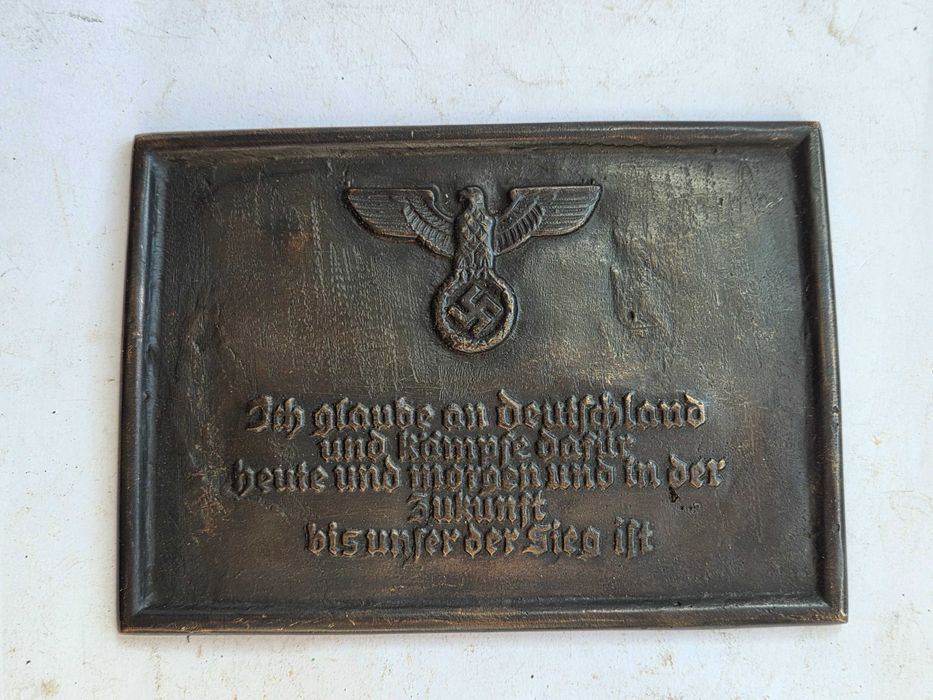 Ich glaube an Deutschland
und kämpfe dafür
heute und morgen und in der
Zukunft
bis unser der Sieg ist